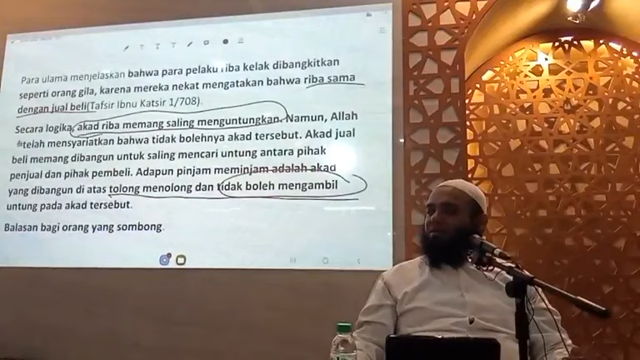 Para ulama menjelaskan bahwa para pelaku riba kelak dibangkitkan
seperti orang gila, karena mereka nekat mengatakan bahwa riba sama
dengan jual beli(Tafsir Ibnu Katsir 1/708).
Secara logika, akad riba memang saling menguntungkan. Namun, Allah
telah mensyariatkan bahwa tidak bolehnya akad tersebut. Akad jual
beli memang dibangun untuk saling mencari untung antara pihak
penjual dan pihak pembeli. Adapun pinjam meminjam adalah akad
yang dibangun di atas tolong menolong dan tidak boleh mengambil
untung pada akad tersebut.
Balasan bagi orang yang sombong.